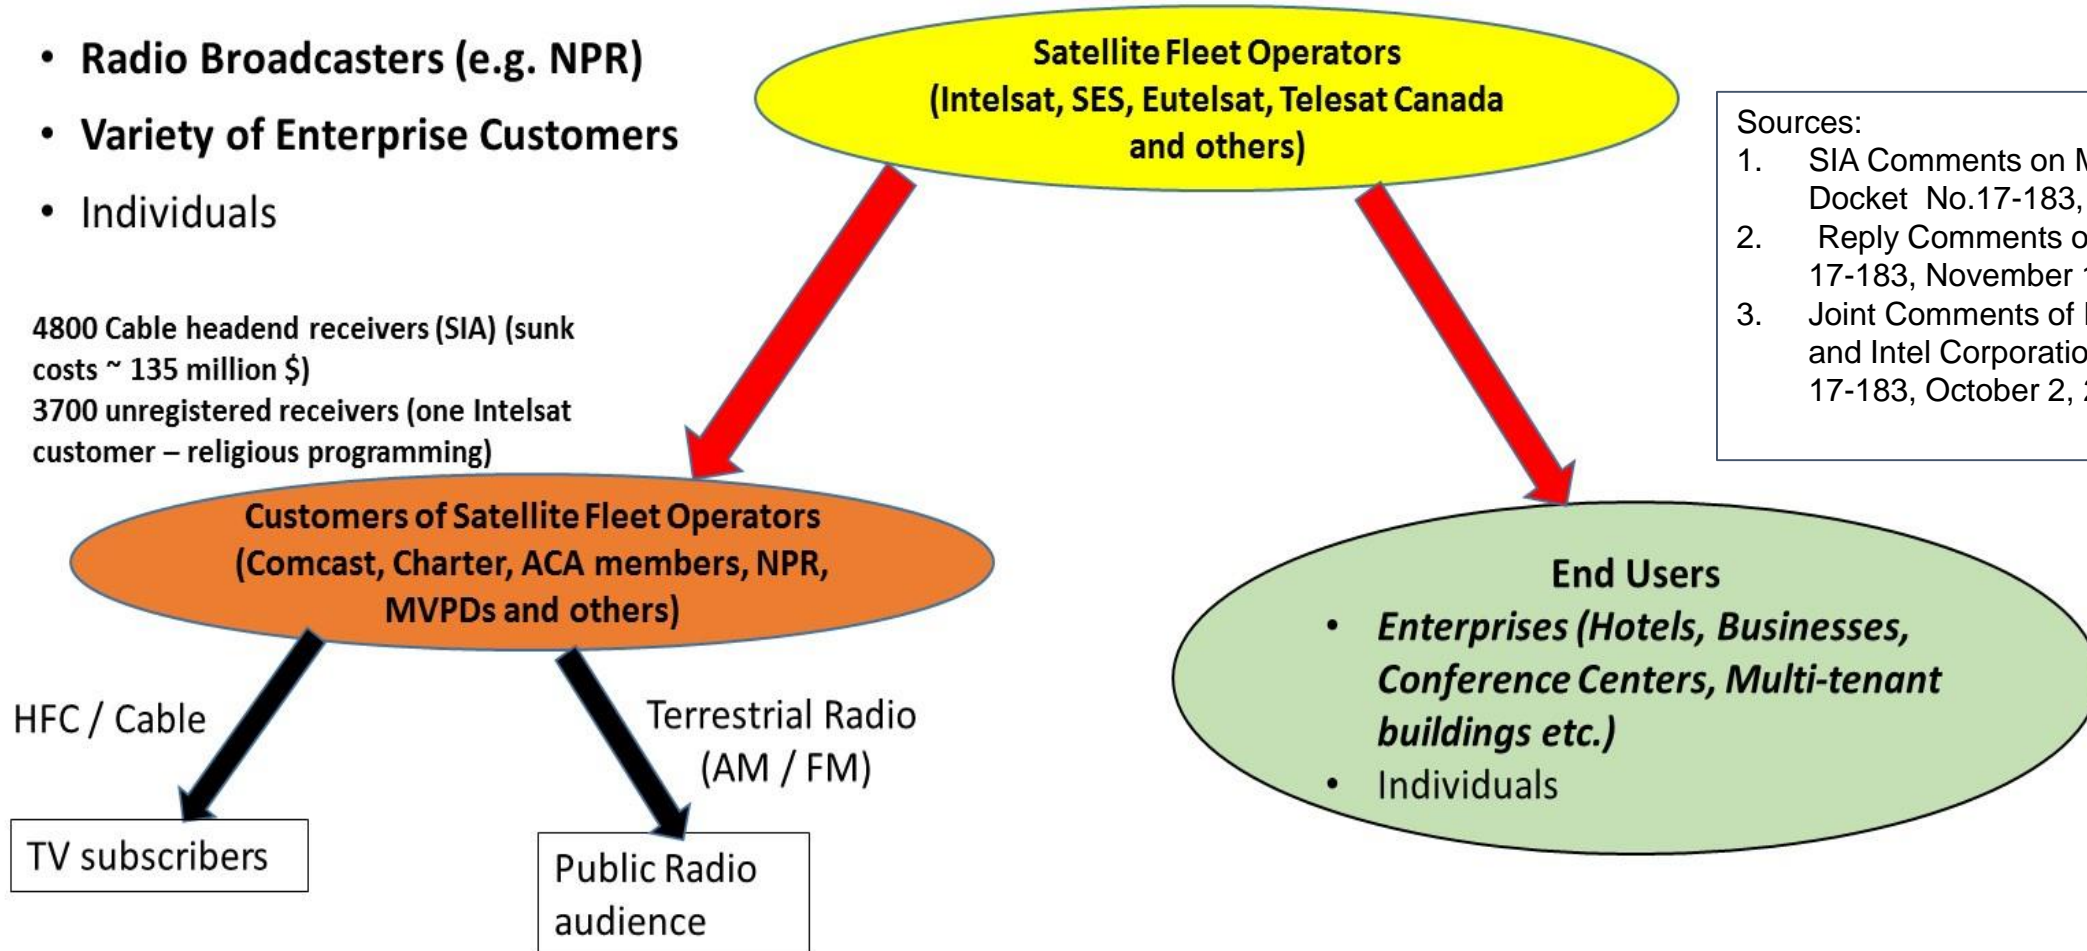 • Radio Broadcasters (e.g. NPR)
• Variety of Enterprise Customers
• Individuals
4800 Cable headend receivers (SIA) (sunk
costs ~ 135 million $)
3700 unregistered receivers (one Intelsat
customer – religious programming)
Satellite Fleet Operators
(Intelsat, SES, Eutelsat, Telesat Canada
and others)
Sources:
1. SIA Comments on
Docket No.17-183,
2. Reply Comments
17-183, November
3. Joint Comments of
and Intel
17-183, October 2,
Customers of Satellite Fleet Operators
(Comcast, Charter, ACA members, NPR,
MVPDs and others)
End Users
• Enterprises (Hotels, Businesses,
Conference Centers, Multi-tenant
buildings etc.)
• Individuals
HFC / Cable
Terrestrial Radio
(AM / FM)
TV subscribers
Public Radio
audience